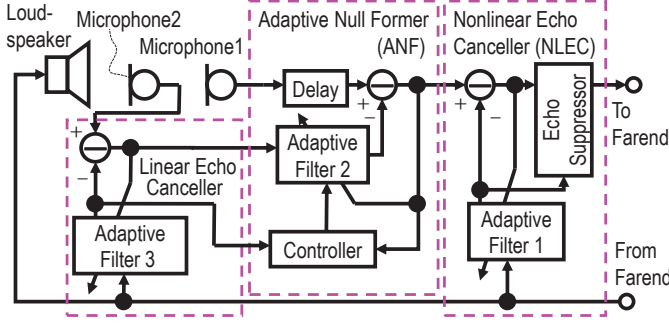 Loud-
speaker
Microphone2
Microphone1
Adaptive Null Former
(ANF)
Nonlinear Echo
Canceller (NLEC)
Delay
+
−
+
−
Echo
Suppressor
To
Farend
+
−
Linear Echo
Canceller
Adaptive
Filter 2
Adaptive
Filter 3
Controller
Adaptive
Filter 1
From
Farend